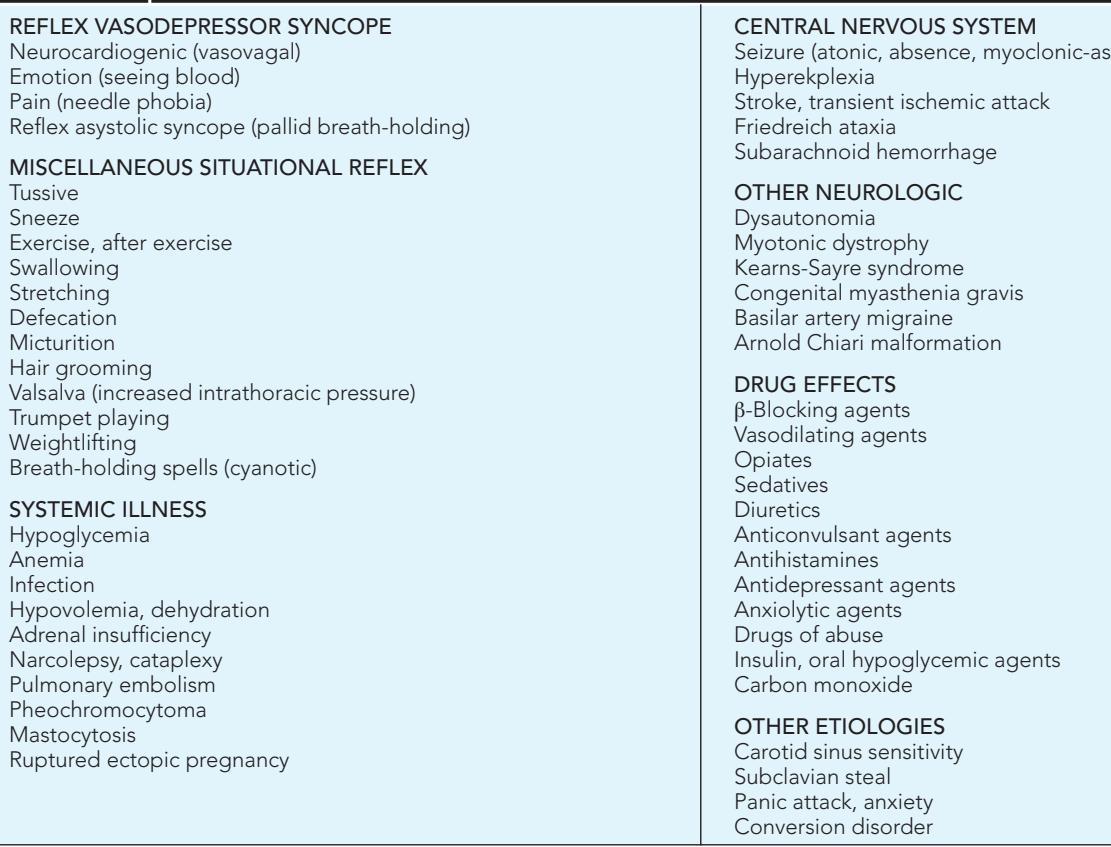 REFLEX VASODEPRESSOR SYNCOPE
Neurocardiogenic (vasovagal)
Emotion (seeing blood)
Pain (needle phobia)
Reflex asystolic syncope (pallid breath-holding)
MISCELLANEOUS SITUATIONAL REFLEX
Tussive
Sneeze
Exercise, after exercise
Swallowing
Stretching
Defecation
Micturition
Hair grooming
Valsalva (increased intrathoracic pressure)
Trumpet playing
Weightlifting
Breath-holding spells (cyanotic)
SYSTEMIC ILLNESS
Hypoglycemia
Anemia
Infection
Hypovolemia, dehydration
Adrenal insufficiency
Narcolepsy, cataplexy
Pulmonary embolism
Pheochromocytoma
Mastocytosis
Ruptured ectopic pregnancy
CENTRAL NERVOUS SYSTEM
Seizure (atonic, absence, myoclonic-as
Hyperekplexia
Stroke, transient ischemic attack
Friedreich ataxia
Subarachnoid hemorrhage
OTHER NEUROLOGIC
Dysautonomia
Myotonic dystrophy
Kearns-Sayre syndrome
Congenital myasthenia gravis
Basilar artery migraine
Arnold Chiari malformation
DRUG EFFECTS
β-Blocking agents
Vasodilating agents
Opiates
Sedatives
Diuretics
Anticonvulsant agents
Antihistamines
Antidepressant agents
Anxiolytic agents
Drugs of abuse
Insulin, oral hypoglycemic agents
Carbon monoxide
OTHER ETIOLOGIES
Carotid sinus sensitivity
Subclavian steal
Panic attack, anxiety
Conversion disorder